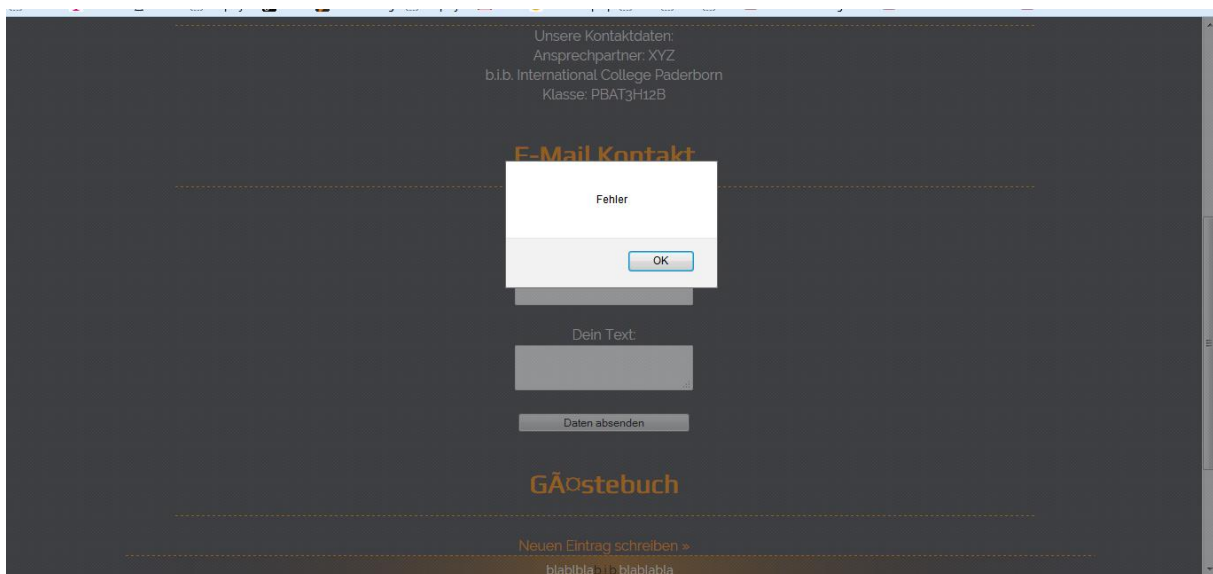 Unsere Kontaktdaten:
Ansprechpartner: XYZ
b.i.b. International College Paderborn
Klasse: PBAT3H12B
E-Mail Kontakt
Fehler
OK
Dein Text:
Daten absenden
GÃ¤stebuch
Neuen Eintrag schreiben »
blablblab.i.b.blablabla